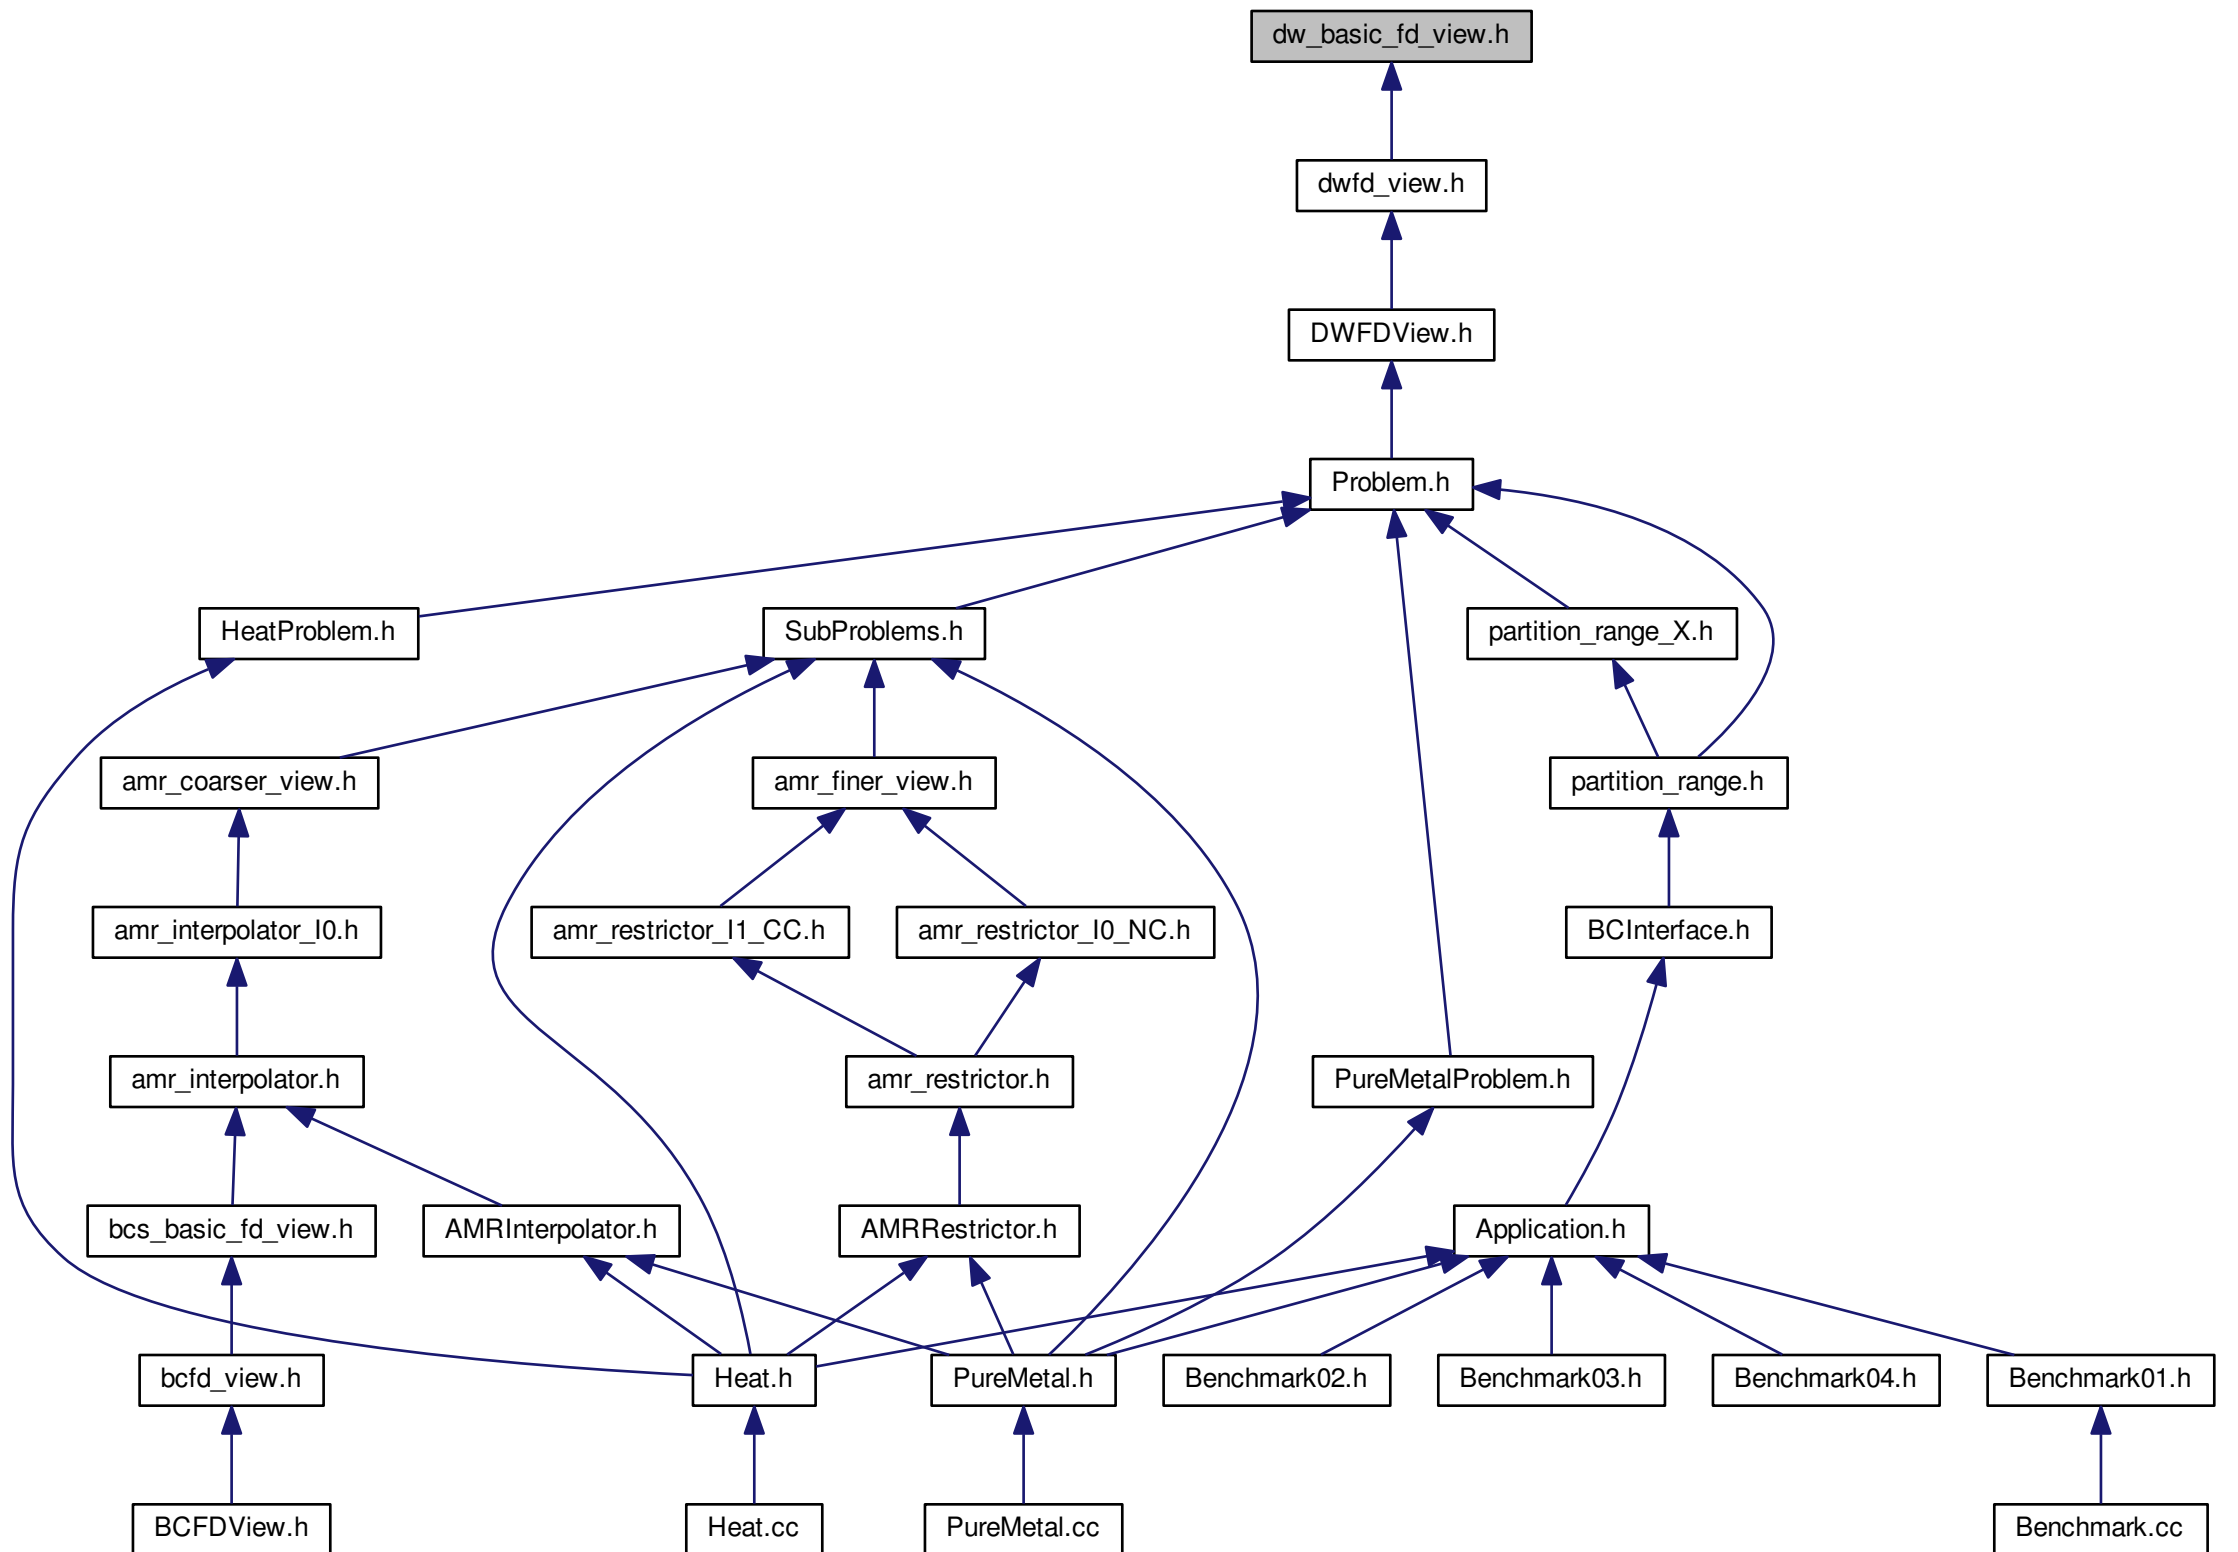 dw_basic_fd_view.h
dwfd_view.h
DWFDView.h
Problem.h
HeatProblem.h
SubProblems.h
partition_range_X.h
amr_coarser_view.h
amr_finer_view.h
partition_range.h
amr_interpolator_I0.h
amr_restrictor_I1_CC.h
amr_restrictor_I0_NC.h
BCInterface.h
amr_interpolator.h
amr_restrictor.h
PureMetalProblem.h
bcs_basic_fd_view.h
AMRInterpolator.h
AMRRestrictor.h
Application.h
bcfd_view.h
Heat.h
PureMetal.h
Benchmark02.h
Benchmark03.h
Benchmark04.h
Benchmark01.h
BCFDView.h
Heat.cc
PureMetal.cc
Benchmark.cc